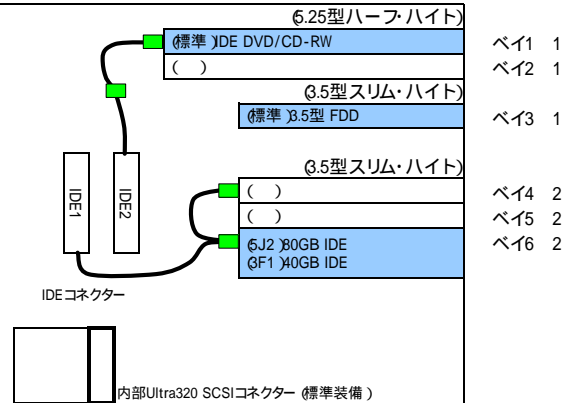 (5.25型ハーフ・ハイト)
(標準)IDE DVD/CD-RW ベイ1 1
( ) ベイ2 1
(3.5型スリム・ハイト)
(標準)3.5型 FDD ベイ3 1
(3.5型スリム・ハイト)
IDE1
IDE2
( ) ベイ4 2
( ) ベイ5 2
(5J2)80GB IDE ベイ6 2
(3F1)40GB IDE
IDEコネクター
内部Ultra320 SCSIコネクター(標準装備)